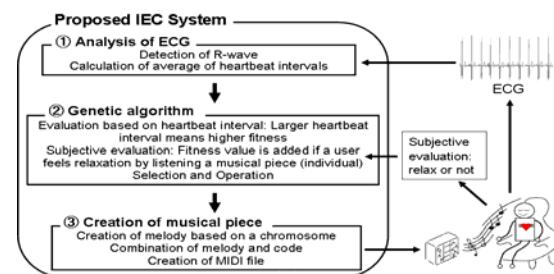 Proposed IEC System
① Analysis of ECG
Detection of R-wave
Calculation of average of heartbeat intervals
ECG
② Genetic algorithm
Evaluation based on heartbeat interval: Larger heartbeat
interval means higher fitness
Subjective evaluation: Fitness value is added if a user
feels relaxation by listening a musical piece (individual)
Selection and Operation
Subjective
evaluation:
relax or not
③ Creation of musical piece
Creation of melody based on a chromosome
Combination of melody and code
Creation of MIDI file